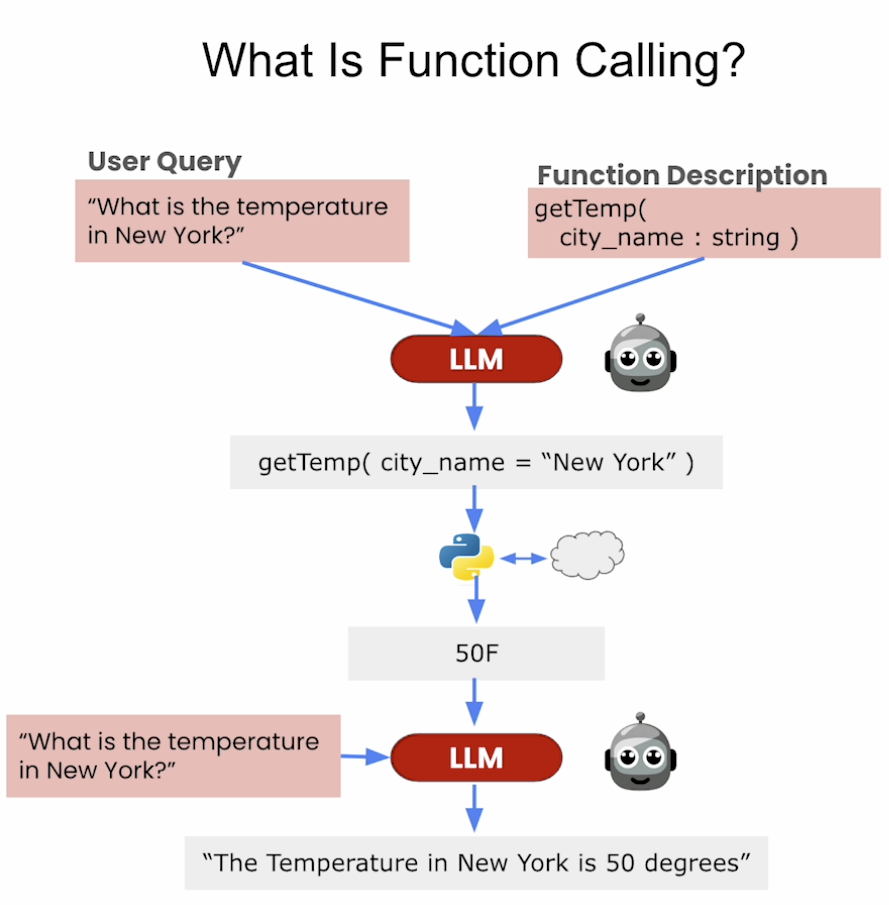 What Is Function Calling?
User Query
“What is the temperature
in New York?”
Function Description
getTemp(
city_name : string )
LLM
getTemp( city_name = “New York” )
50F
“What is the temperature
in New York?”
LLM
“The Temperature in New York is 50 degrees”